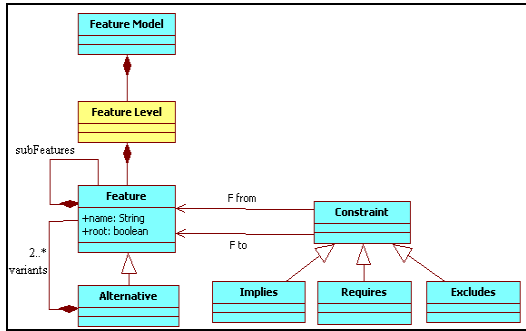 Feature Model
Feature Level
subFeatures
Feature
+name: String
+root: boolean
F from
F to
Constraint
2..*
variants
Alternative
Implies
Requires
Excludes